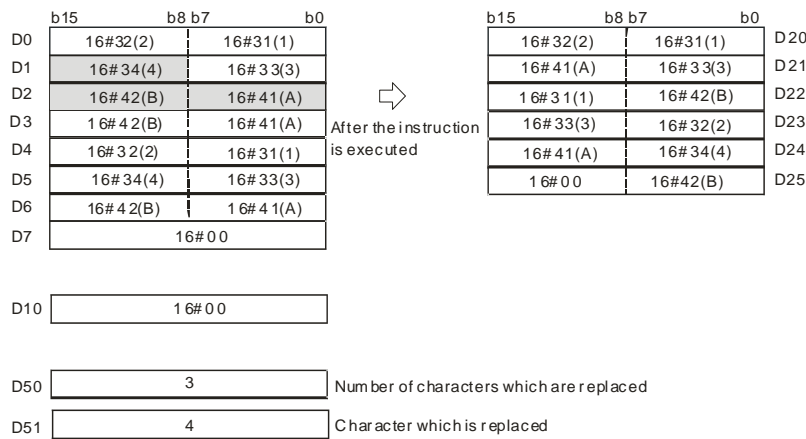 b15 b8 b7 b0 b15 b8 b7 b0
D0 16#32(2) 16#31(1) 16#32(2) 16#31(1) D20
D1 16#34(4) 16#33(3) 16#41(A) 16#33(3) D21
D2 16#42(B) 16#41(A) 16#31(1) 16#42(B) D22
D3 16#42(B) 16#41(A) After the instruction 16#33(3) 16#32(2) D23
D4 16#32(2) 16#31(1) is executed 16#41(A) 16#34(4) D24
D5 16#34(4) 16#33(3) 16#00 16#42(B) D25
D6 16#42(B) 16#41(A)
D7 16#00
D10 16#00
D50 3 Number of characters which are replaced
D51 4 Character which is replaced